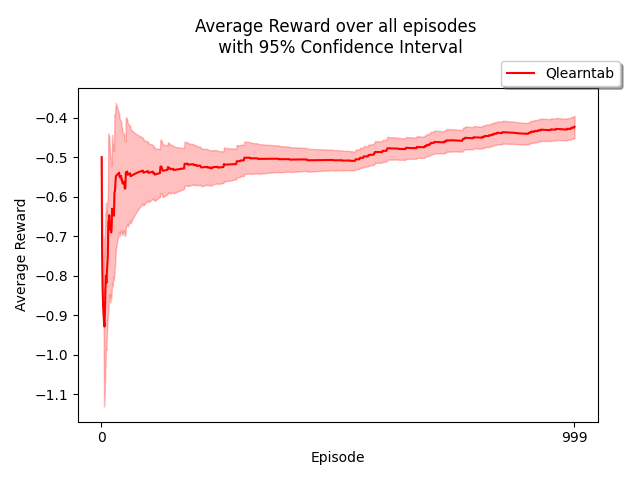 Average Reward over all episodes
with 95% Confidence Interval
Qlearntab
Average Reward
−0.4
−0.5
−0.6
−0.7
−0.8
−0.9
−1.0
−1.1
0
999
Episode